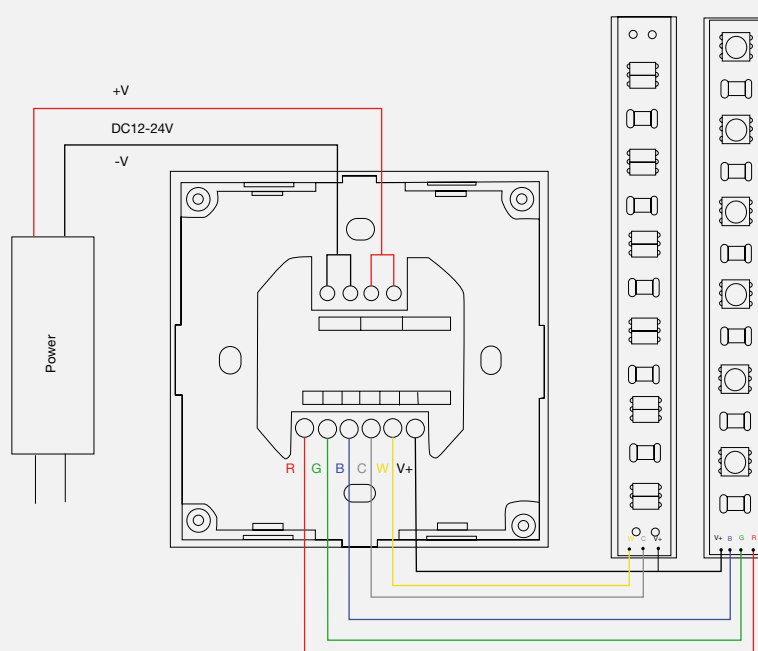 +V
DC12-24V
-V
Power
R G B C W V+
W C V+
V+ B G R